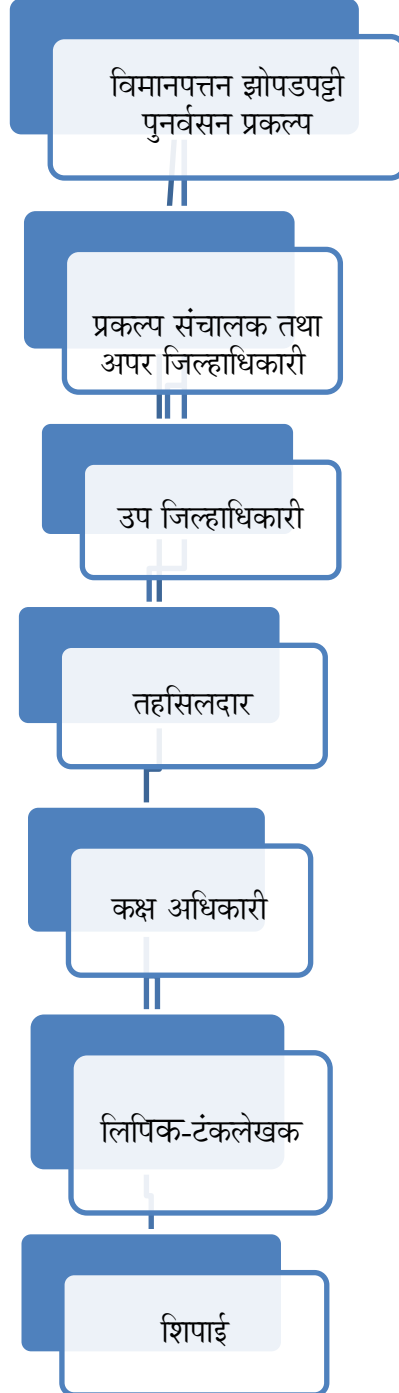 विमानपत्तन झोपडपट्टी
पुनर्वसन प्रकल्प
प्रकल्प संचालक तथा
अपर जिल्हाधिकारी
उप जिल्हाधिकारी
तहसिलदार
कक्ष अधिकारी
लिपिक-टंकलेखक
शिपाई